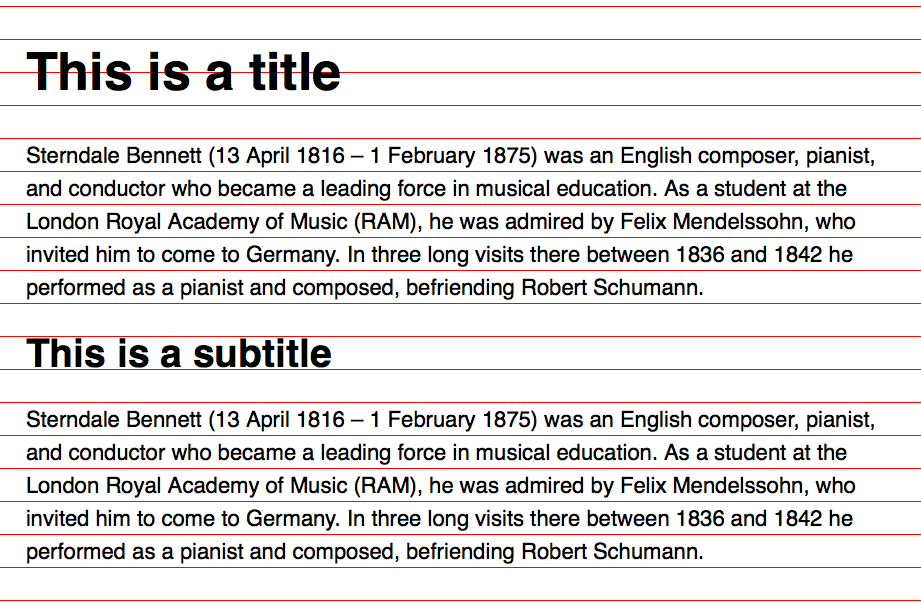 This is a title
Sterndale Bennett (13 April 1816 – 1 February 1875) was an English composer, pianist,
and conductor who became a leading force in musical education. As a student at the
London Royal Academy of Music (RAM), he was admired by Felix Mendelssohn, who
invited him to come to Germany. In three long visits there between 1836 and 1842 he
performed as a pianist and composed, befriending Robert Schumann.
This is a subtitle
Sterndale Bennett (13 April 1816 – 1 February 1875) was an English composer, pianist,
and conductor who became a leading force in musical education. As a student at the
London Royal Academy of Music (RAM), he was admired by Felix Mendelssohn, who
invited him to come to Germany. In three long visits there between 1836 and 1842 he
performed as a pianist and composed, befriending Robert Schumann.